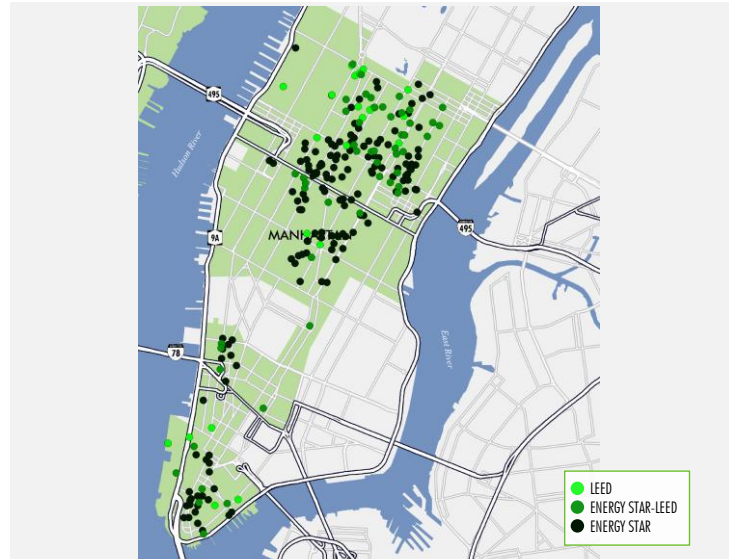 495
Hudson River
9A
MANHATTAN
495
East River
78
LEED
ENERGY STAR-LEED
ENERGY STAR